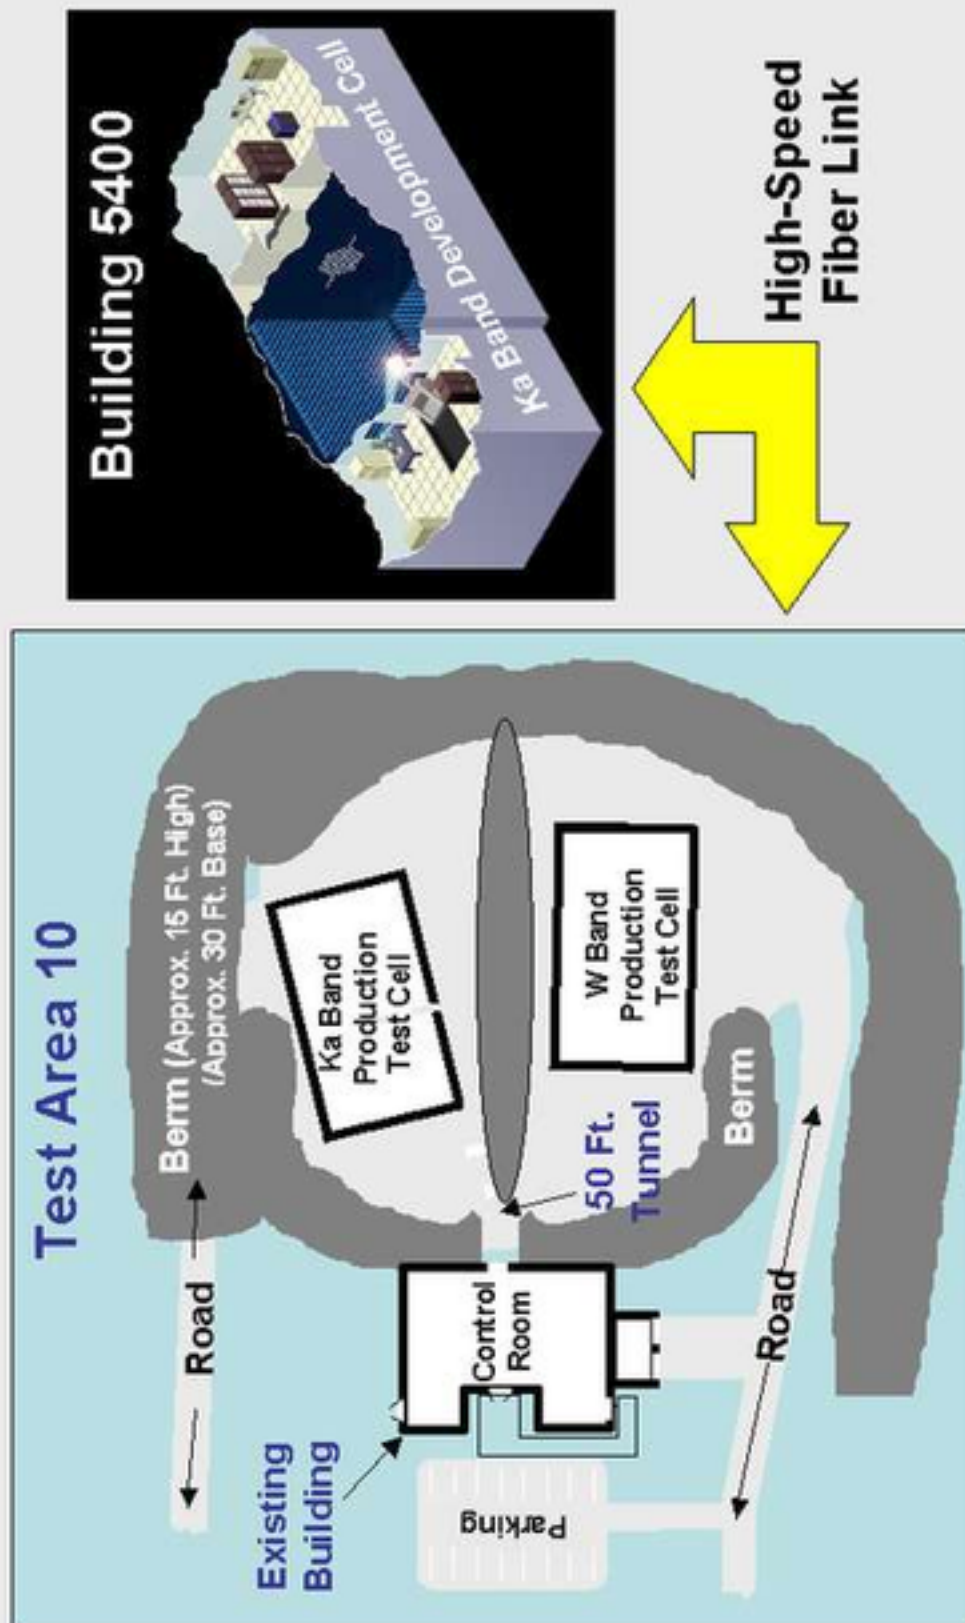 Test Area 10
Berm (Approx. 15 Ft. High)
(Approx. 30 Ft. Base)
Road
Ka Band
Production
Test Cell
W Band
Production
Test Cell
50 Ft.
Tunnel
Berm
Control
Room
Existing
Building
Parking
Road
Building 5400
Ka Band Development Cell
High-Speed
Fiber Link